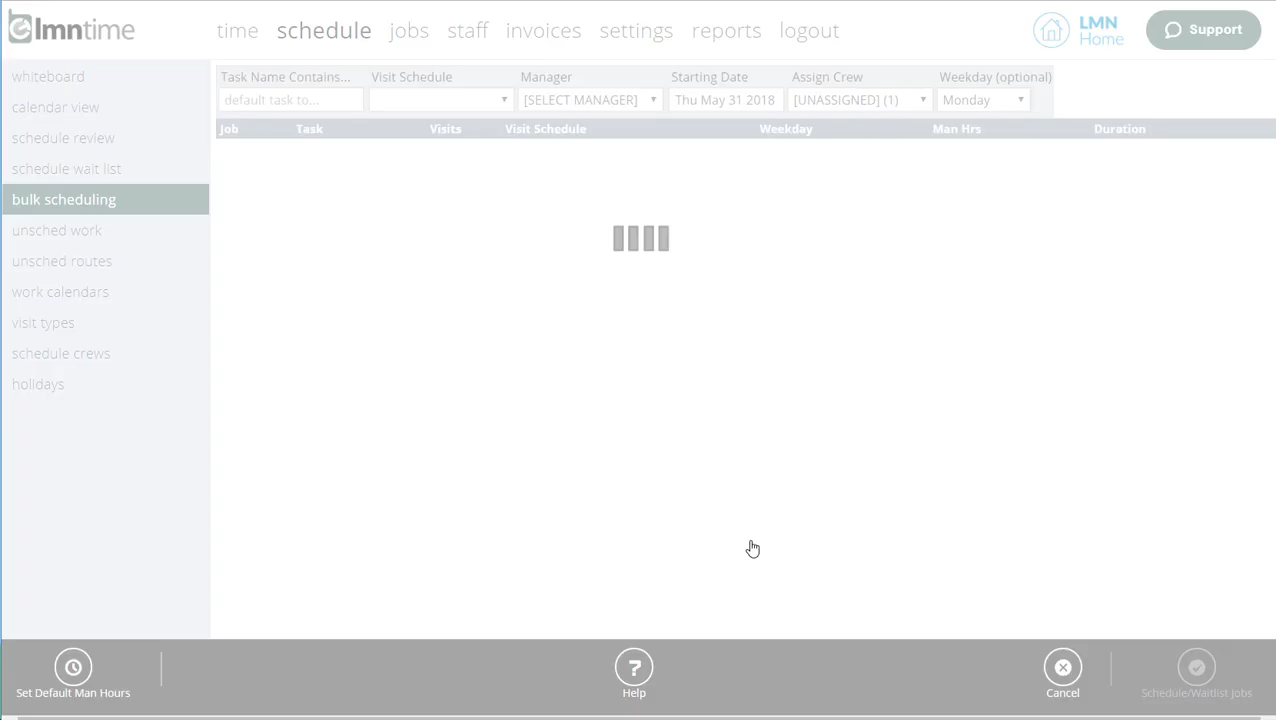 lmntime
time schedule jobs staff invoices settings reports logout
LMN Home
Support
whiteboard
calendar view
schedule review
schedule wait list
bulk scheduling
unsched work
unsched routes
work calendars
visit types
schedule crews
holidays
Task Name Contains... Visit Schedule Manager Starting Date Assign Crew Weekday (optional)
default task to... [SELECT MANAGER] Thu May 31 2018 [UNASSIGNED] (1) Monday
Job Task Visits Visit Schedule Weekday Man Hrs Duration
Set Default Man Hours
? Help
Cancel
Schedule/Waitlist Jobs